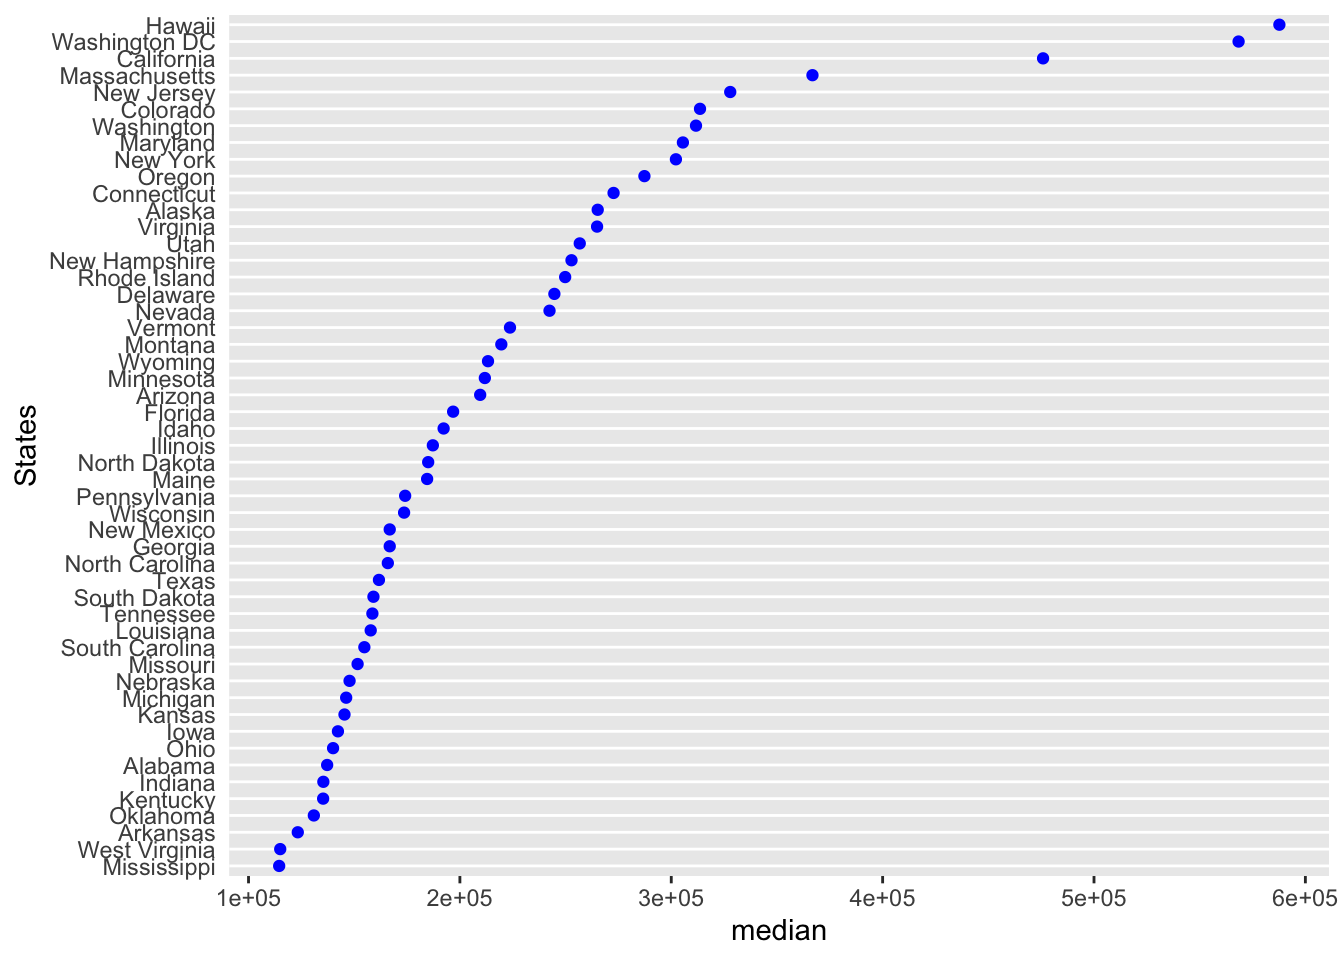 Hawaii
Washington DC
California
Massachusetts
New Jersey
Colorado
Washington
Maryland
New York
Oregon
Connecticut
Alaska
Virginia
Utah
New Hampshire
Rhode Island
Delaware
Nevada
Vermont
Montana
Wyoming
Minnesota
Arizona
Florida
Idaho
Illinois
North Dakota
Maine
Pennsylvania
Wisconsin
New Mexico
Georgia
North Carolina
Texas
South Dakota
Tennessee
Louisiana
South Carolina
Missouri
Nebraska
Michigan
Kansas
Iowa
Ohio
Alabama
Indiana
Kentucky
Oklahoma
Arkansas
West Virginia
Mississippi
States
1e+05 2e+05 3e+05 4e+05 5e+05 6e+05
median